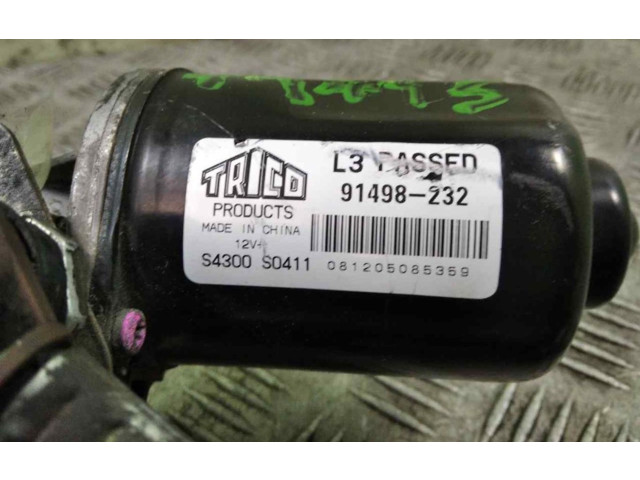 TRICO
PRODUCTS
MADE IN CHINA
12V
S4300 S0411
L3 PASSED
91498-232
081205085359